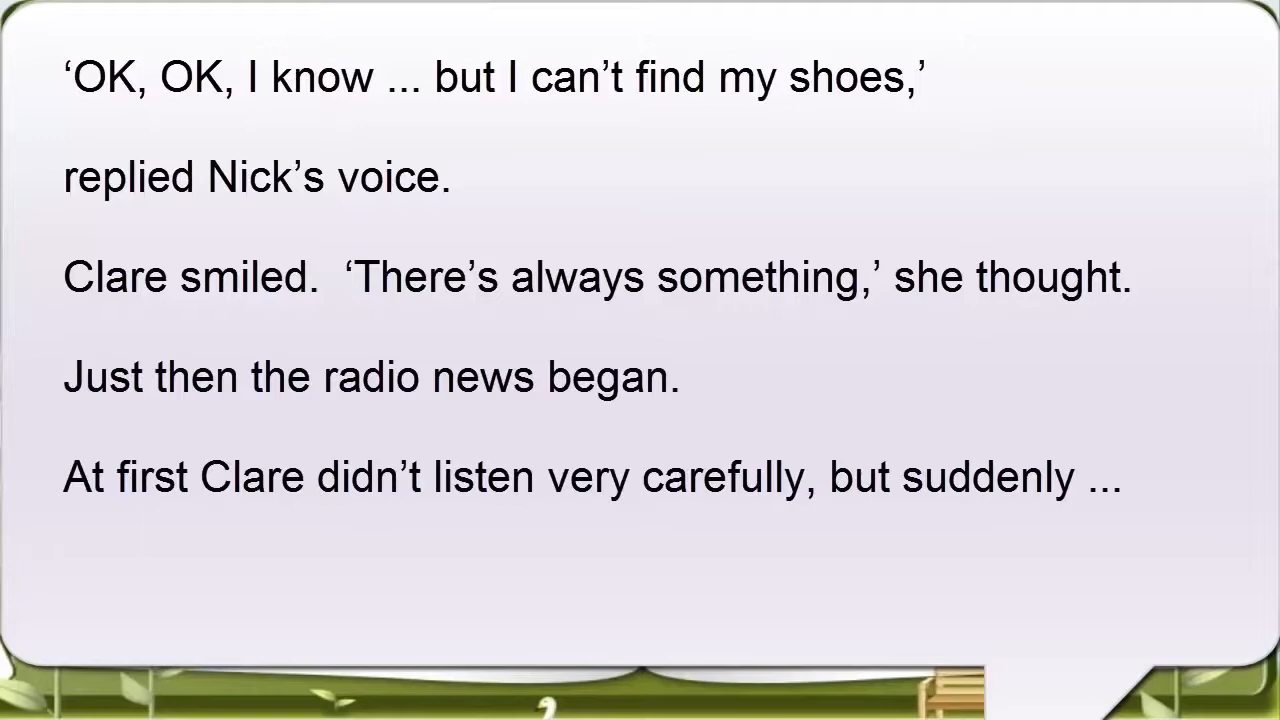 ‘OK, OK, I know ... but I can’t find my shoes,’
replied Nick’s voice.
Clare smiled.  ‘There’s always something,’ she thought.
Just then the radio news began.
At first Clare didn’t listen very carefully, but suddenly ...